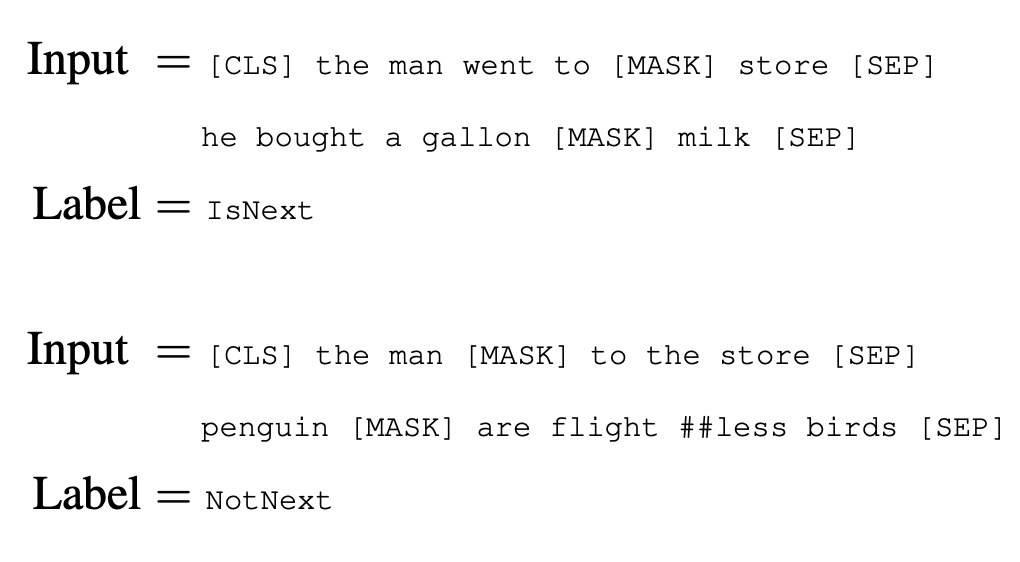 Input = [CLS] the man went to [MASK] store [SEP]
he bought a gallon [MASK] milk [SEP]
Label = IsNext
Input = [CLS] the man [MASK] to the store [SEP]
penguin [MASK] are flight ##less birds [SEP]
Label = NotNext